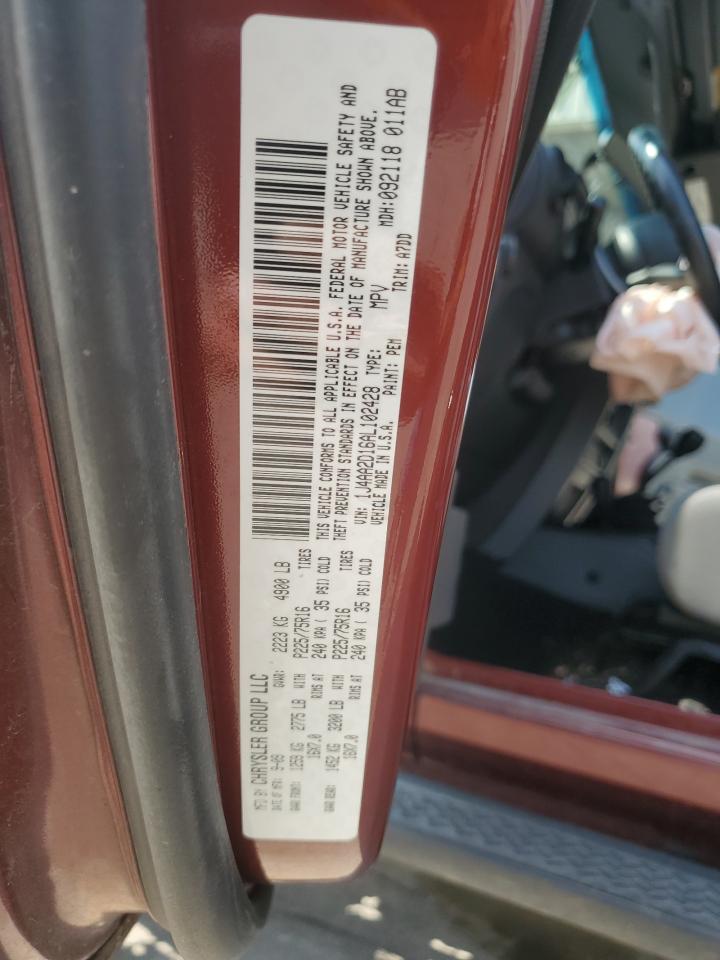 MFD BY CHRYSLER GROUP LLC
DATE OF MFR: 9-09 GVWR: 2223 KG 4900 LB
GAWR FRONT: 1259 KG 2775 LB WITH P225/75R16 TIRES
16X7.0 RIMS AT 240 KPA ( 35 PSI) COLD
GAWR REAR: 1452 KG 3200 LB WITH P225/75R16 TIRES
16X7.0 RIMS AT 240 KPA ( 35 PSI) COLD
THIS VEHICLE CONFORMS TO ALL APPLICABLE U.S.A. FEDERAL MOTOR VEHICLE SAFETY AND
THEFT PREVENTION STANDARDS IN EFFECT ON THE DATE OF MANUFACTURE SHOWN ABOVE.
VIN: 1J4AA2D16AL102428 TYPE: MPV MDH:092118 011AB
VEHICLE MADE IN U.S.A. PAINT: PEM TRIM: A7DD